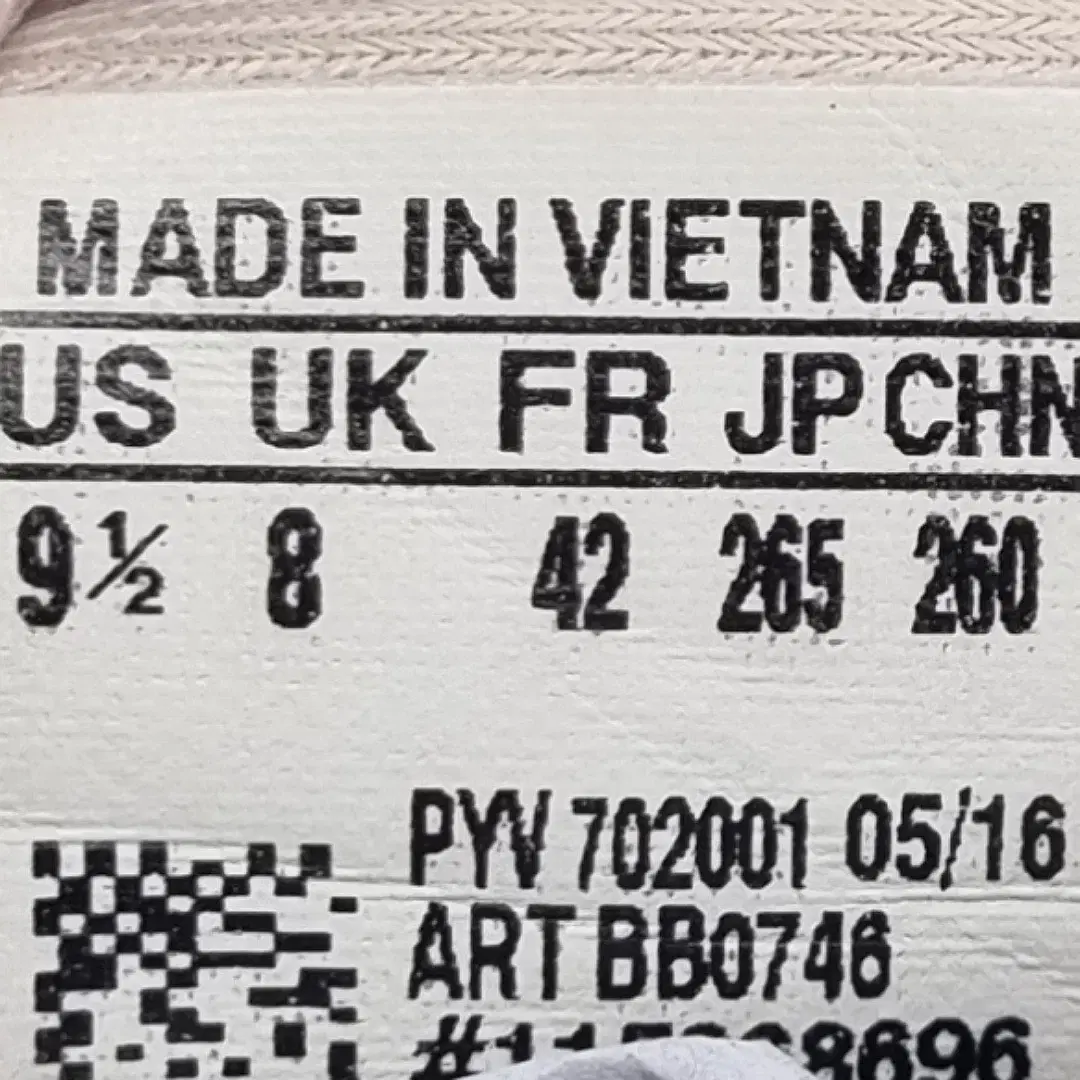 MADE IN VIETNAM
US UK FR JP CHN
9½ 8 42 265 260
PYV 702001 05/16
ART BB0746